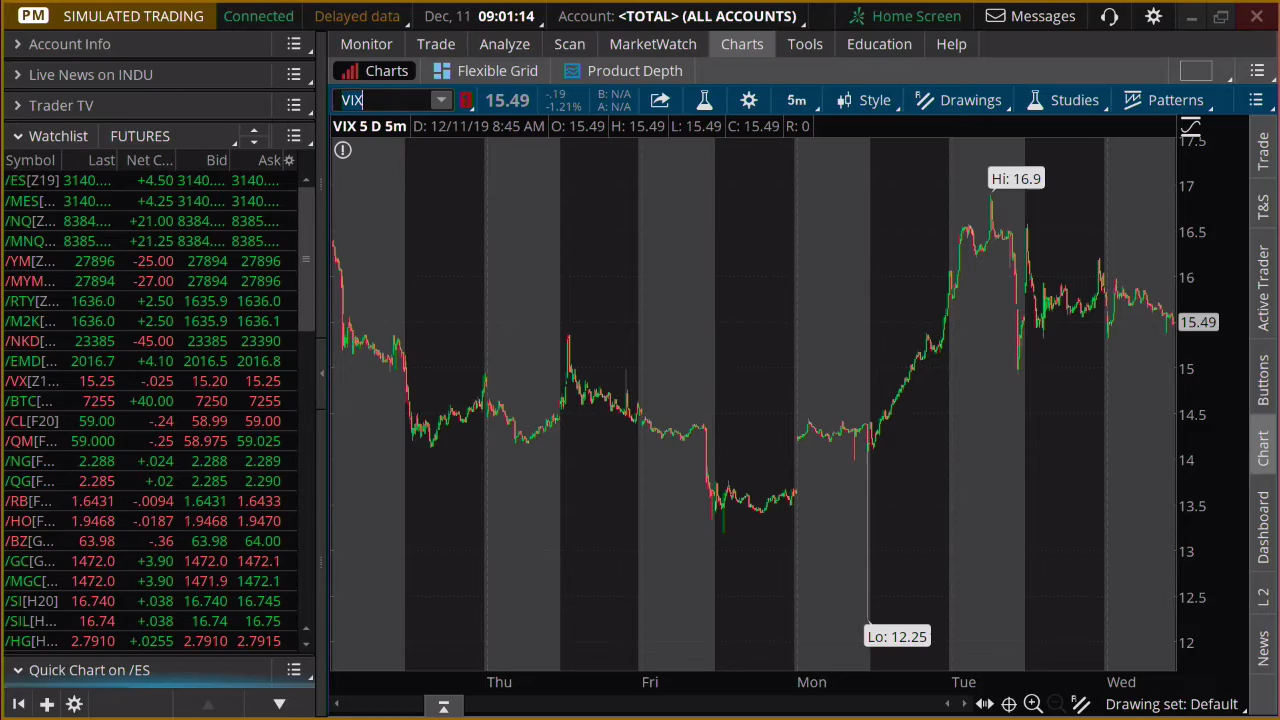 PM SIMULATED TRADING Connected Delayed data Dec, 11 09:01:14 Account: <TOTAL> (ALL ACCOUNTS) Home Screen Messages
Account Info
Live News on INDU
Trader TV
Watchlist FUTURES
Symbol Last Net C... Bid Ask
/ES[Z19] 3140.... +4.50 3140.... 3140....
/MES[... 3140.... +4.25 3140.... 3140....
/NQ[Z... 8384.... +21.00 8384.... 8384....
/MNQ... 8385.... +21.25 8384.... 8385....
/YM[Z... 27896 -25.00 27894 27896
/MYM... 27894 -27.00 27894 27896
/RTY[Z... 1636.0 +2.50 1635.9 1636.0
/M2K[... 1636.0 +2.50 1635.9 1636.1
/NKD[... 23385 -45.00 23385 23390
/EMD[... 2016.7 +4.10 2016.5 2016.8
/VX[Z1... 15.25 -.025 15.20 15.25
/BTC[... 7255 +40.00 7250 7255
/CL[F20] 59.00 -.24 58.99 59.00
/QM[F... 59.000 -.25 58.975 59.025
/NG[F... 2.288 +.024 2.288 2.289
/QG[F... 2.285 +.02 2.285 2.290
/RB[F... 1.6431 -.0094 1.6431 1.6433
/HO[F... 1.9468 -.0187 1.9468 1.9470
/BZ[G... 63.98 -.36 63.98 64.00
/GC[G... 1472.0 +3.90 1472.0 1472.1
/MGC[... 1472.0 +3.90 1471.9 1472.1
/SI[H20] 16.740 +.038 16.740 16.745
/SIL[H... 16.74 +.038 16.74 16.75
/HG[H... 2.7910 +.0255 2.7910 2.7915
Quick Chart on /ES
Monitor Trade Analyze Scan MarketWatch Charts Tools Education Help
Charts Flexible Grid Product Depth
VIX 1 15.49 -.19 -1.21% B: N/A A: N/A 5m Style Drawings Studies Patterns
VIX 5 D 5m D: 12/11/19 8:45 AM O: 15.49 H: 15.49 L: 15.49 C: 15.49 R: 0
17.5
Hi: 16.9
17
16.5
16
15.49
15
14.5
14
13.5
13
12.5
Lo: 12.25
12
Thu Fri Mon Tue Wed
Drawing set: Default
Trade
T&S
Active Trader
Buttons
Chart
Dashboard
L 2
News